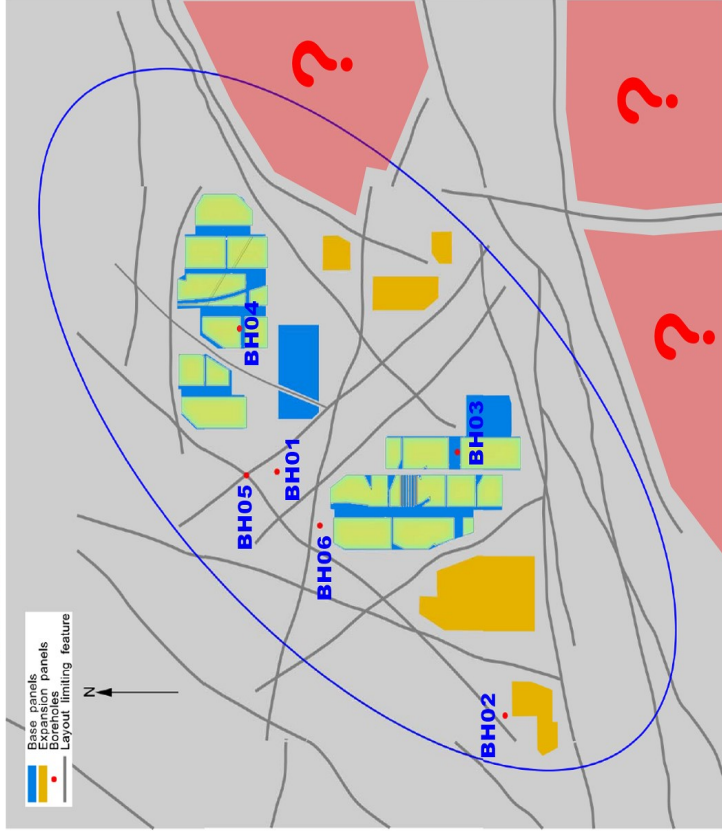 Base panels
Expansion panels
Boreholes
Layout limiting feature
N
BH04
BH03
BH01
BH05
BH06
BH02
?
?
?